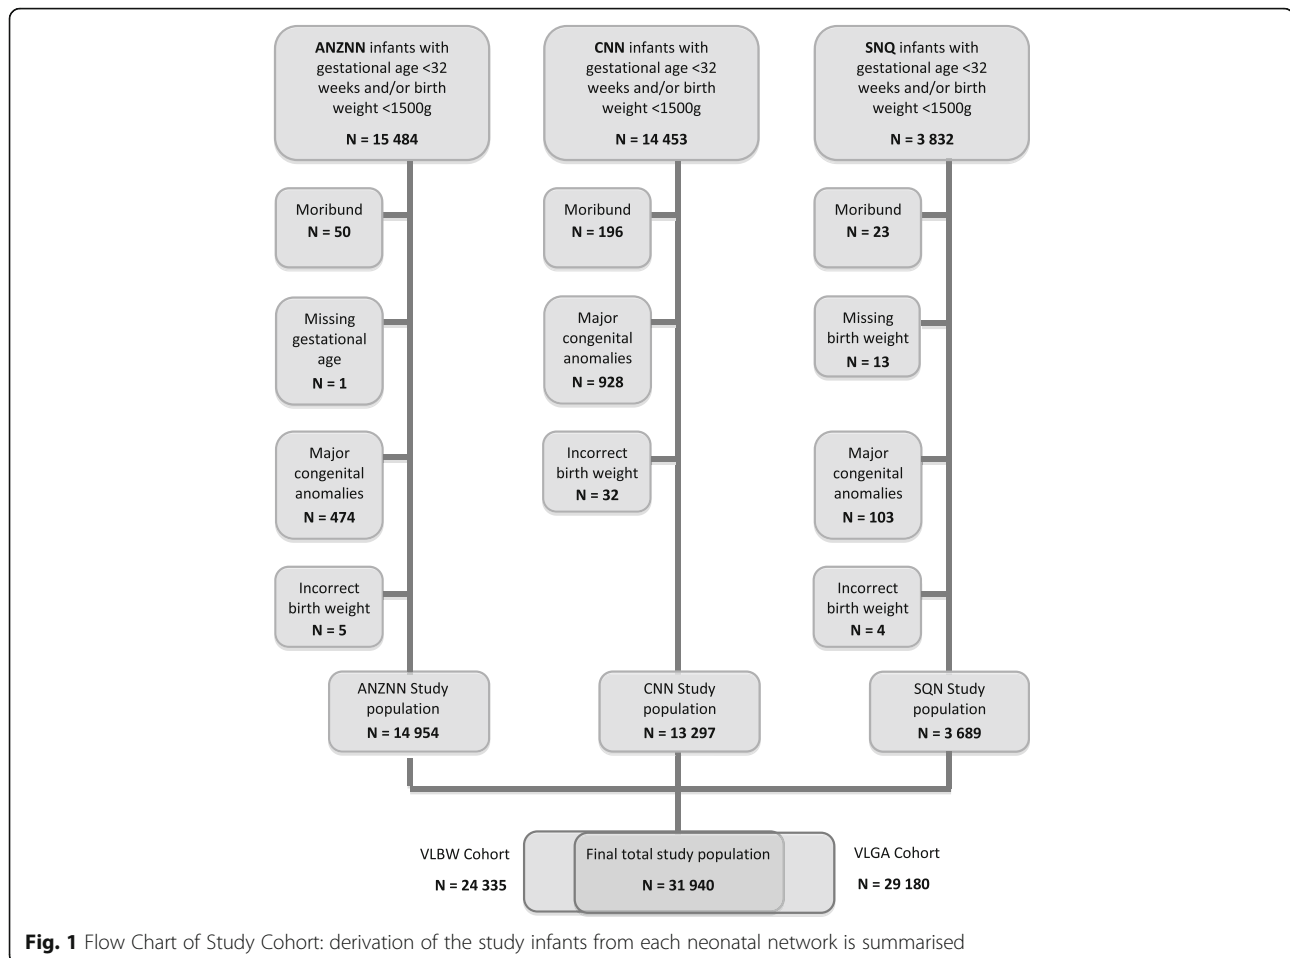 ANZNN infants with
gestational age <32
weeks and/or birth
weight <1500g
N = 15 484
CNN infants with
gestational age <32
weeks and/or birth
weight <1500g
N = 14 453
SNQ infants with
gestational age <32
weeks and/or birth
weight <1500g
N = 3 832
Moribund
N = 50
Missing
gestational
age
N = 1
Major
congenital
anomalies
N = 474
Incorrect
birth weight
N = 5
Moribund
N = 196
Major
congenital
anomalies
N = 928
Incorrect
birth weight
N = 32
Moribund
N = 23
Missing
birth weight
N = 13
Major
congenital
anomalies
N = 103
Incorrect
birth weight
N = 4
ANZNN Study
population
N = 14 954
CNN Study
population
N = 13 297
SQN Study
population
N = 3 689
VLBW Cohort
N = 24 335
Final total study population
N = 31 940
VLGA Cohort
N = 29 180
Fig. 1 Flow Chart of Study Cohort: derivation of the study infants from each neonatal network is summarised